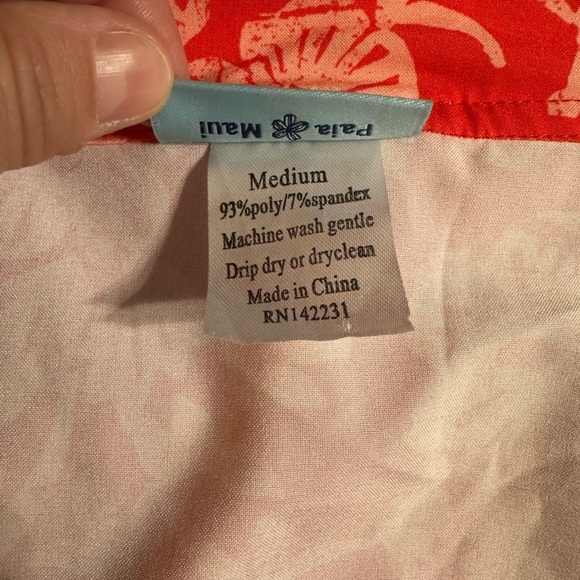 Paia Maui
Medium
93%poly/7%spandex
Machine wash gentle
Drip dry or dryclean
Made in China
RN142231